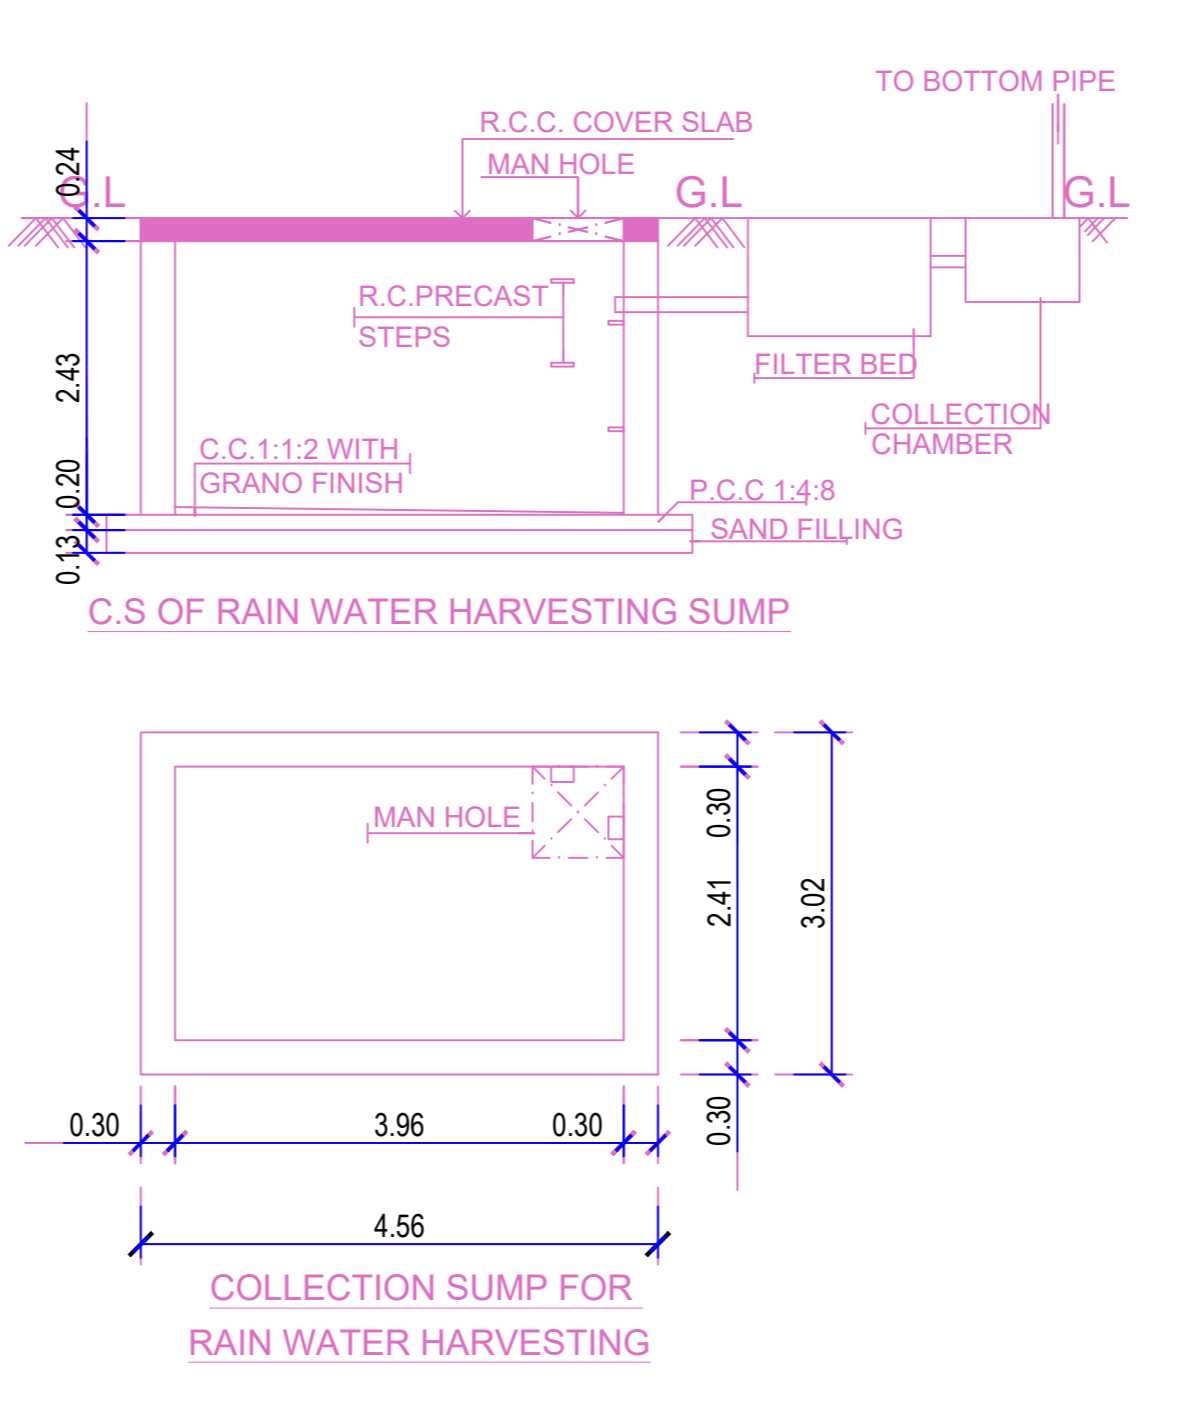 TO BOTTOM PIPE
R.C.C. COVER SLAB
MAN HOLE
0.24
G.L
G.L
G.L
R.C.PRECAST
STEPS
2.43
FILTER BED
COLLECTION
CHAMBER
C.C.1:1:2 WITH
GRANO FINISH
0.20
P.C.C 1:4:8
SAND FILLING
0.13
C.S OF RAIN WATER HARVESTING SUMP
MAN HOLE
0.30
2.41
3.02
0.30
0.30
3.96
0.30
4.56
COLLECTION SUMP FOR
RAIN WATER HARVESTING